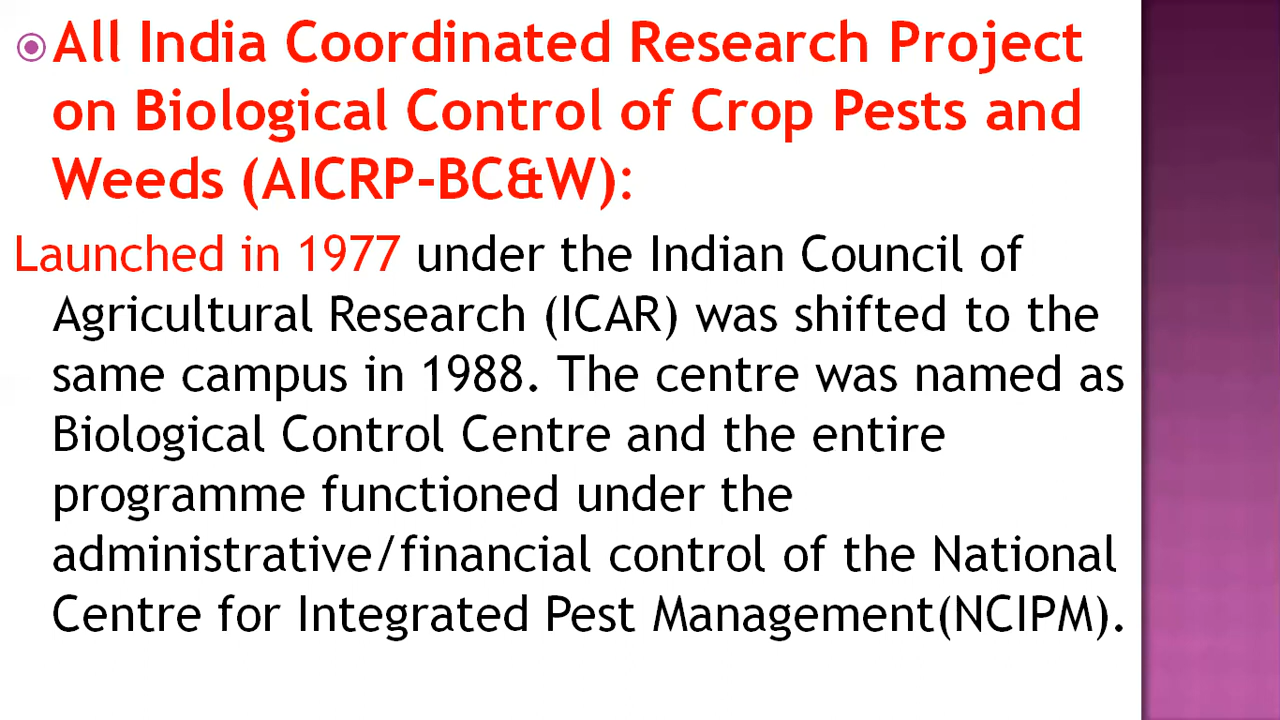 All India Coordinated Research Project
on Biological Control of Crop Pests and
Weeds (AICRP-BC&W):
Launched in 1977 under the Indian Council of
Agricultural Research (ICAR) was shifted to the
same campus in 1988. The centre was named as
Biological Control Centre and the entire
programme functioned under the
administrative/financial control of the National
Centre for Integrated Pest Management(NCIPM).